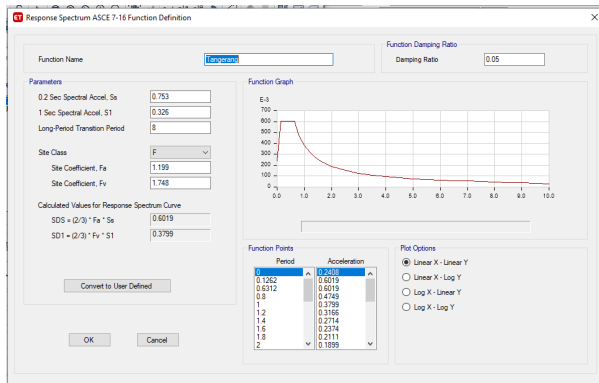 ET Response Spectrum ASCE 7-16 Function Definition
Function Name Tangerang
Function Damping Ratio
Damping Ratio 0.05
Parameters
0.2 Sec Spectral Accel, Ss 0.753
1 Sec Spectral Accel, S1 0.326
Long-Period Transition Period 8
Site Class F
Site Coefficient, Fa 1.199
Site Coefficient, Fv 1.748
Calculated Values for Response Spectrum Curve
SDS = (2/3) * Fa * Ss 0.6019
SD1 = (2/3) * Fv * S1 0.3799
Convert to User Defined
OK Cancel
Function Graph
E-3
700
600
500
400
300
200
100
0
0.0 1.0 2.0 3.0 4.0 5.0 6.0 7.0 8.0 9.0 10.0
Function Points
Period Acceleration
0 0.2408
0.1262 0.6019
0.6312 0.6019
0.8 0.4749
1 0.3799
1.2 0.3166
1.4 0.2714
1.6 0.2374
1.8 0.2111
2 0.1899
Plot Options
Linear X - Linear Y
Linear X - Log Y
Log X - Linear Y
Log X - Log Y